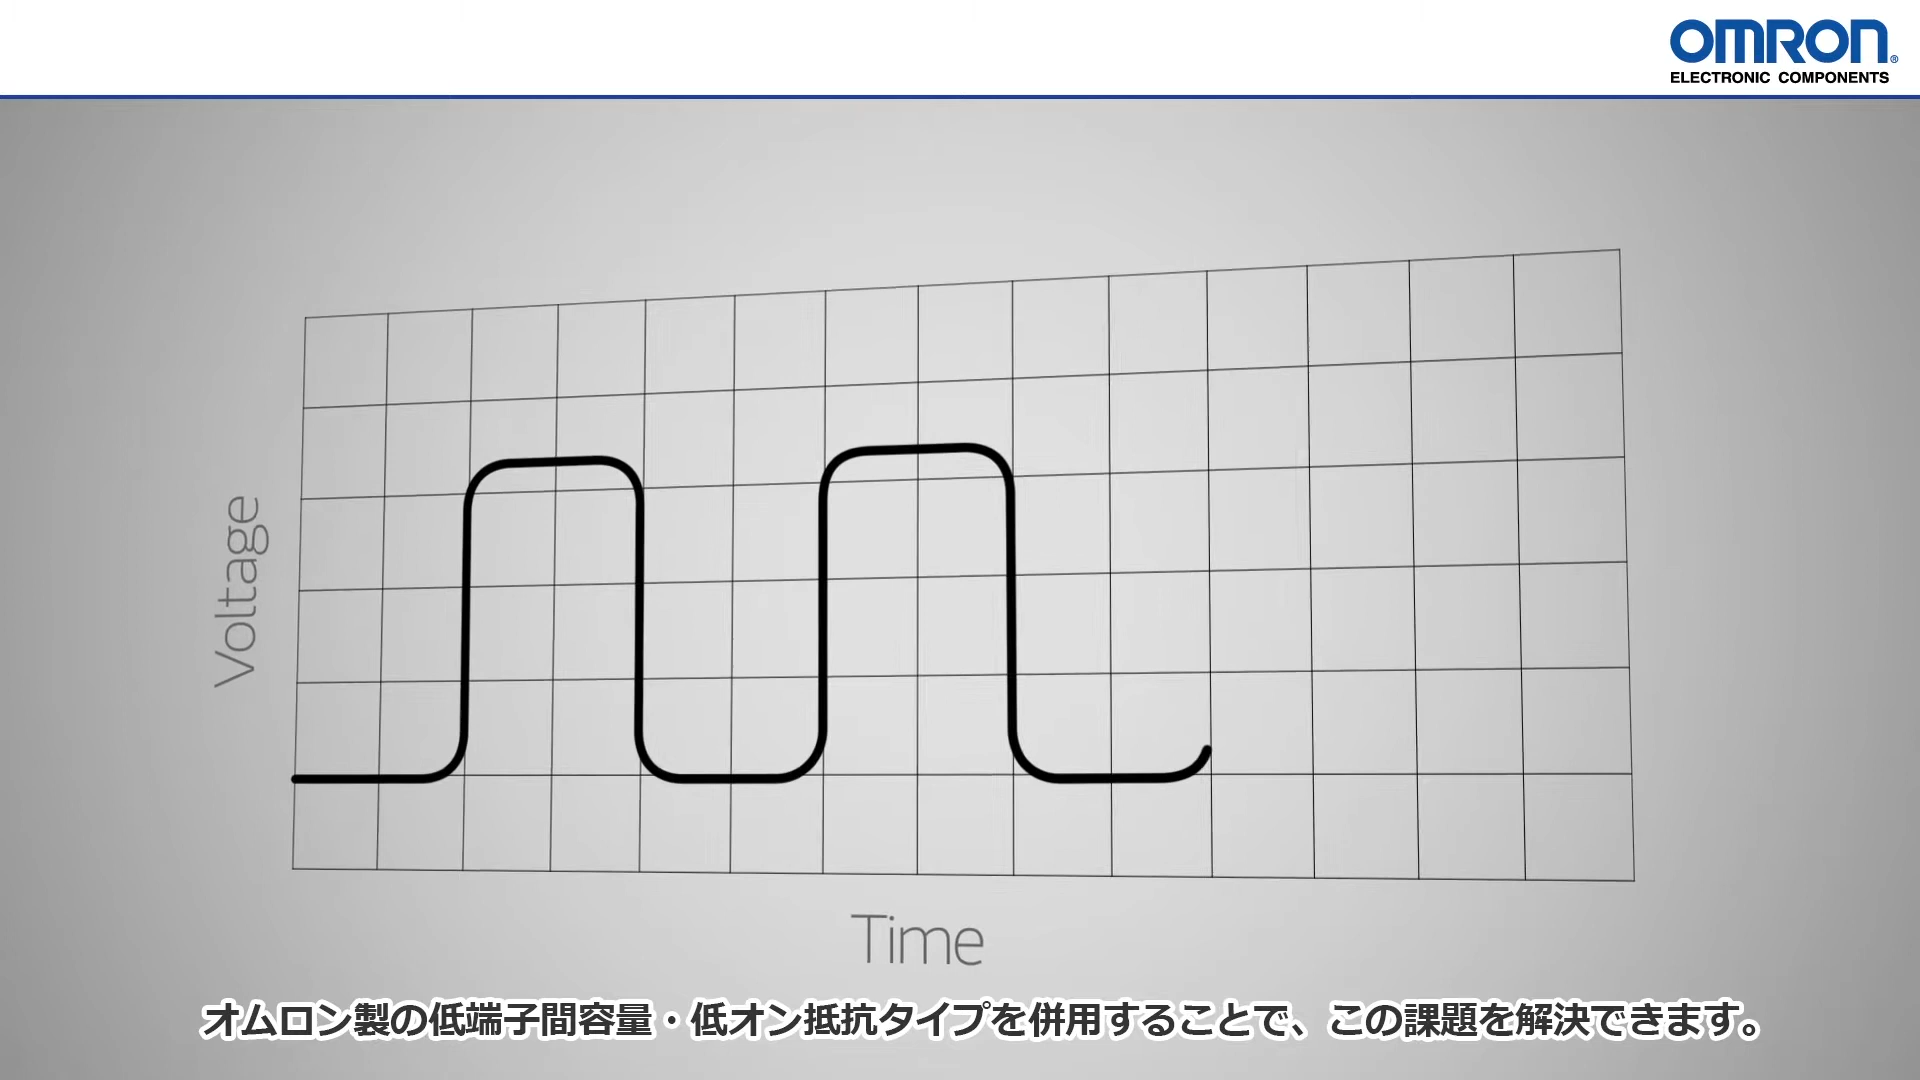 OMRON®
ELECTRONIC COMPONENTS
Voltage
Time
オムロン製の低端子間容量・低オン抵抗タイプを併用することで、この課題を解決できます。